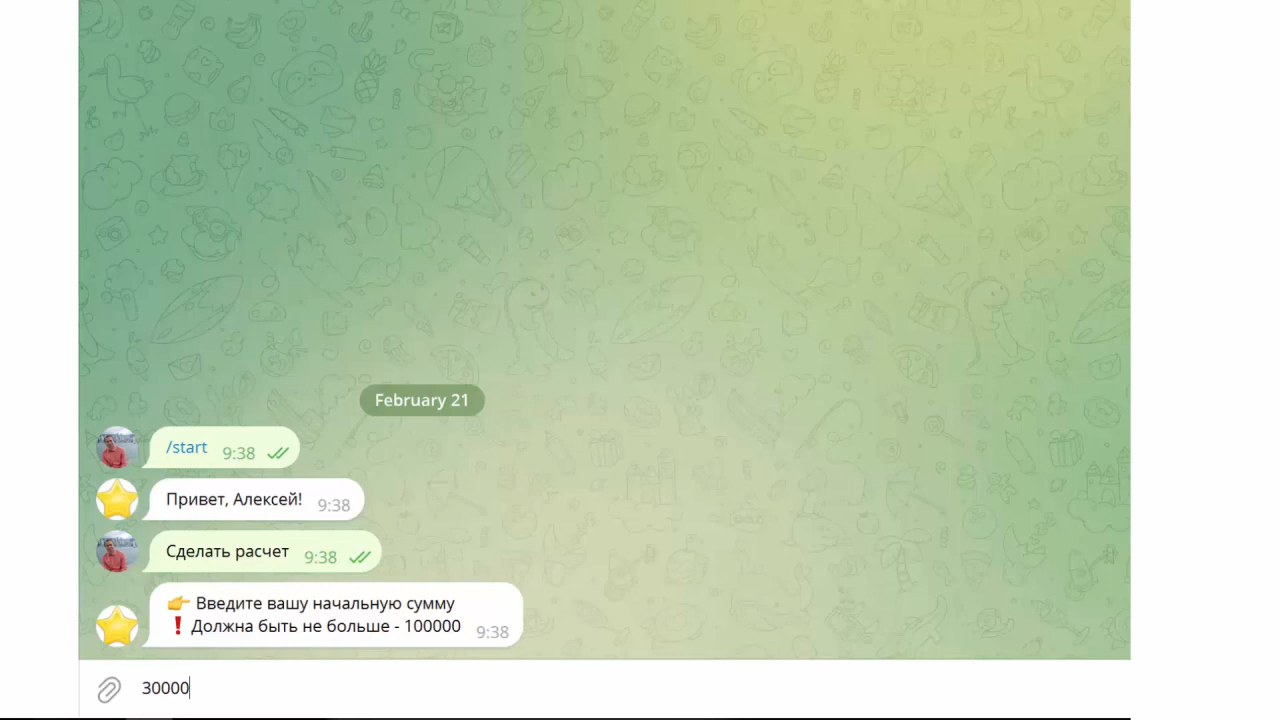 February 21
/start 9:38
Привет, Алексей! 9:38
Сделать расчет 9:38
👉 Введите вашу начальную сумму
❗ Должна быть не больше - 100000 9:38
30000